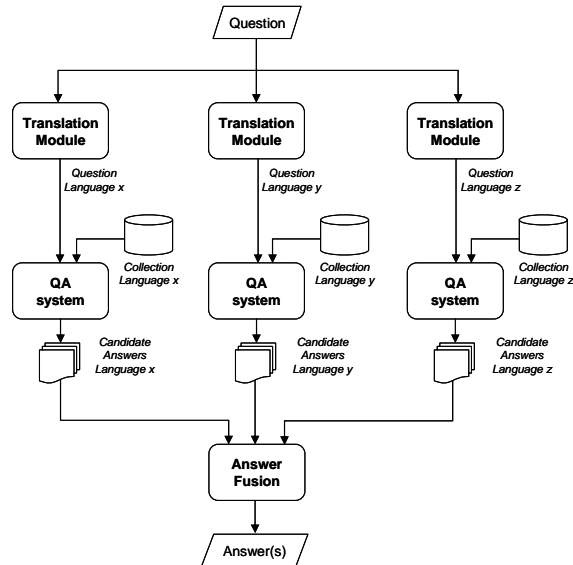 Question
Translation
Module
Translation
Module
Translation
Module
Question
Language x
Question
Language y
Question
Language z
Collection
Language x
Collection
Language y
Collection
Language z
QA
system
QA
system
QA
system
Candidate
Answers
Language x
Candidate
Answers
Language y
Candidate
Answers
Language z
Answer
Fusion
Answer(s)